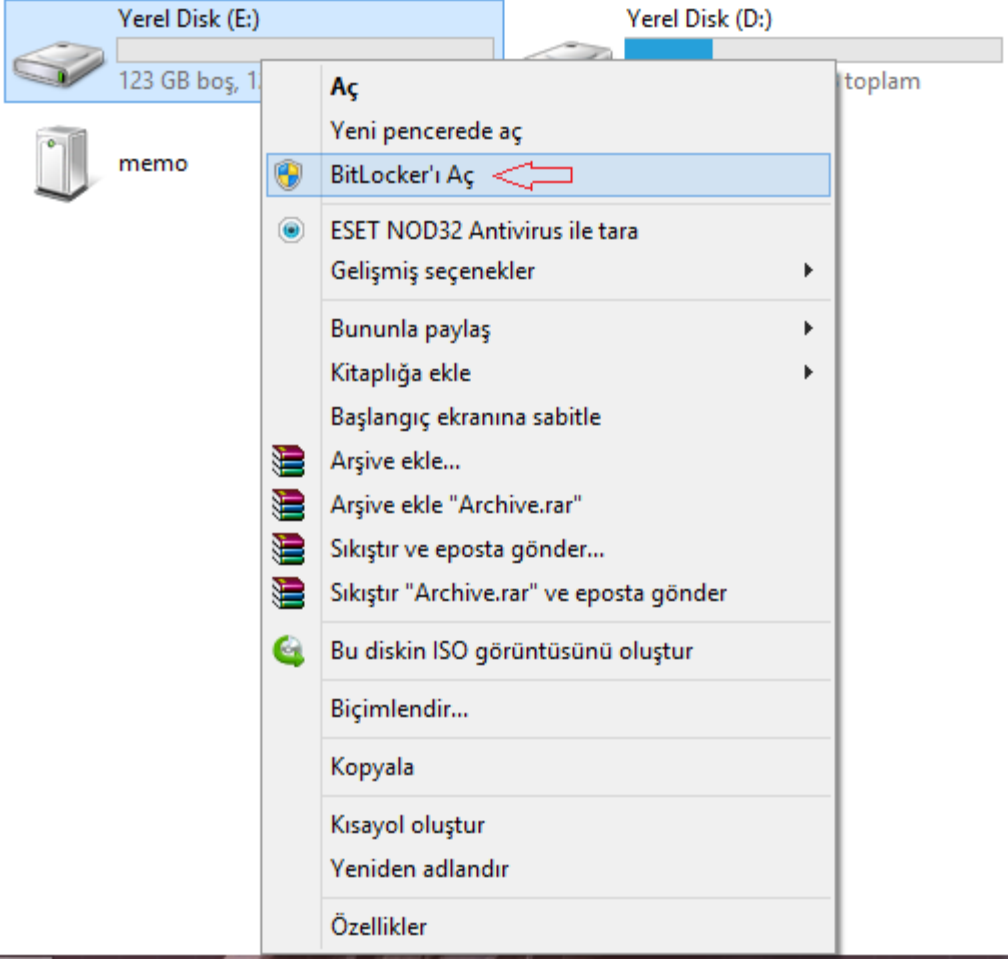 Yerel Disk (E:)
Yerel Disk (D:)
123 GB boş,
toplam
memo
Aç
Yeni pencerede aç
BitLocker'ı Aç
ESET NOD32 Antivirus ile tara
Gelişmiş seçenekler
Bununla paylaş
Kitaplığa ekle
Başlangıç ekranına sabitle
Arşive ekle...
Arşive ekle "Archive.rar"
Sıkıştır ve eposta gönder...
Sıkıştır "Archive.rar" ve eposta gönder
Bu diskin ISO görüntüsünü oluştur
Biçimlendir...
Kopyala
Kısayol oluştur
Yeniden adlandır
Özellikler